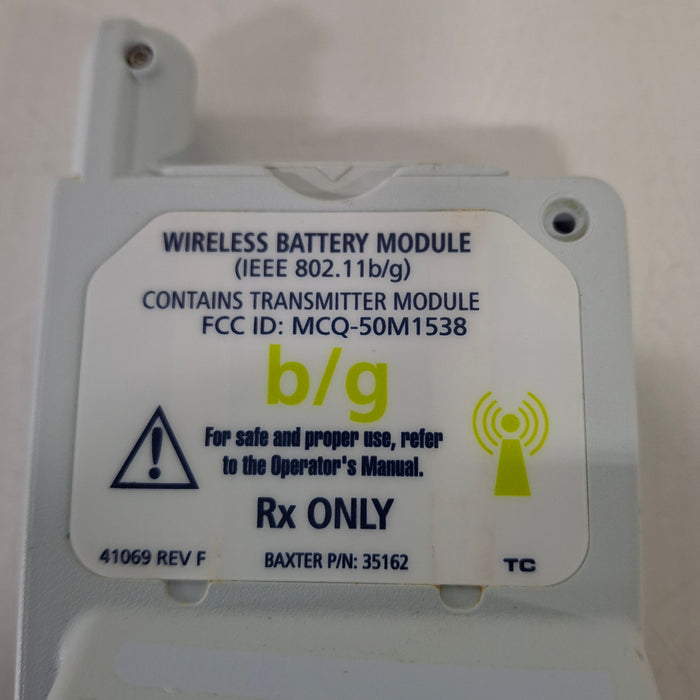 WIRELESS BATTERY MODULE
(IEEE 802.11b/g)
CONTAINS TRANSMITTER MODULE
FCC ID: MCQ-50M1538
b/g
For safe and proper use, refer
to the Operator's Manual.
Rx ONLY
41069 REV F BAXTER P/N: 35162 TC